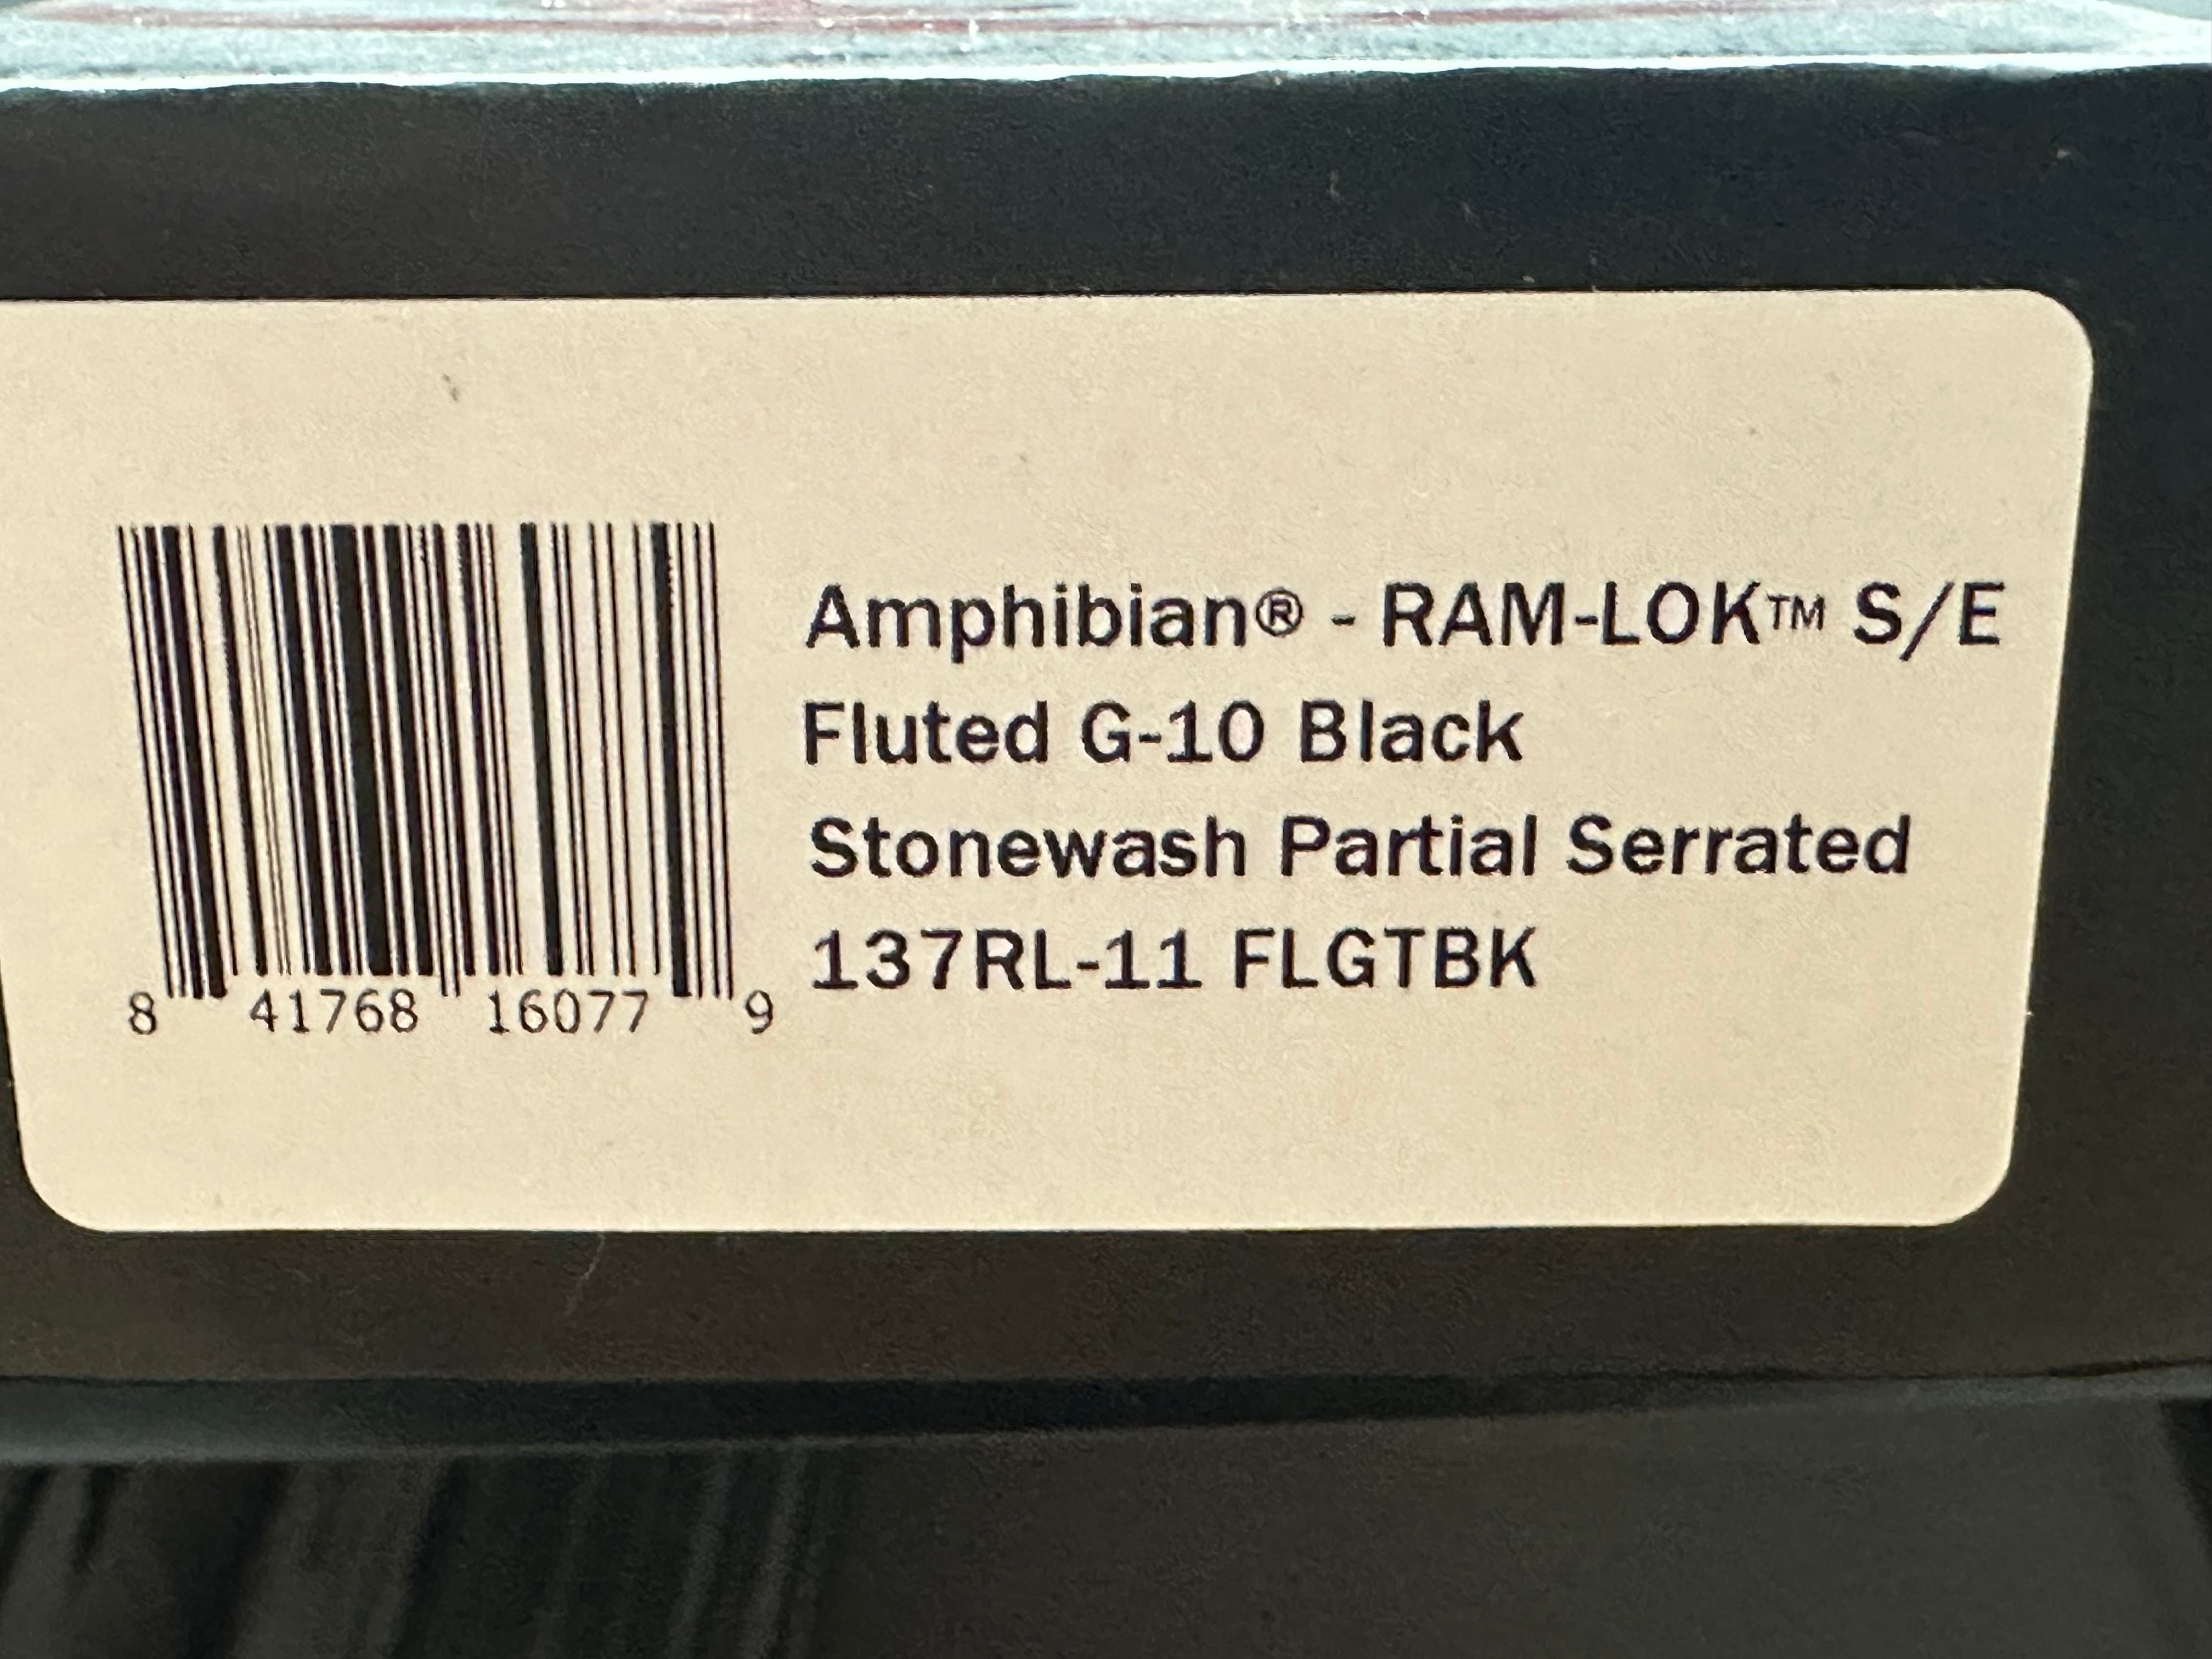 Amphibian® - RAM-LOK™ S/E
Fluted G-10 Black
Stonewash Partial Serrated
137RL-11 FLGTBK
8 41768 16077 9